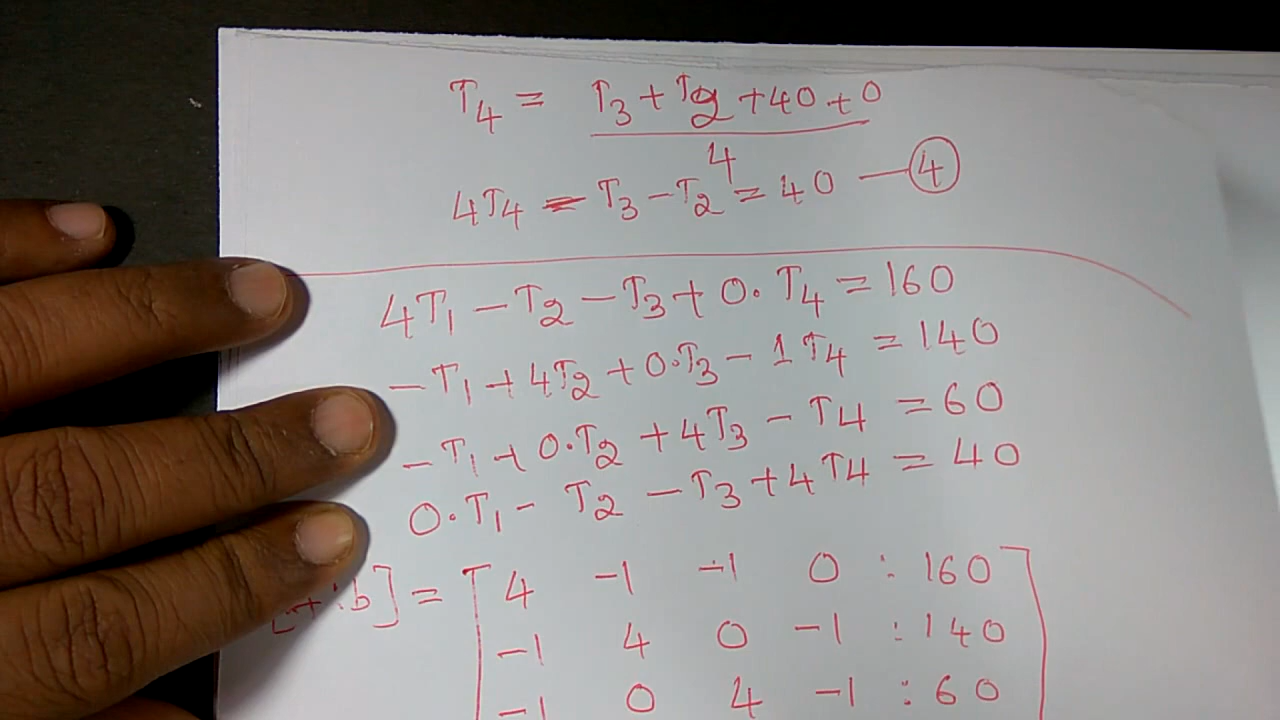 T4 = T3 + T2 + 40 + 0
4
4T4 = T3 - T2 = 40 — 4
4T1 - T2 - T3 + 0. T4 = 160
-T1 + 4T2 + 0.T3 - 1T4 = 140
-T1 + 0.T2 + 4T3 - T4 = 60
0.T1 - T2 - T3 + 4T4 = 40
:b] = [4 -1 -1 0 : 160]
-1 4 0 -1 : 140
-1 0 4 -1 : 60